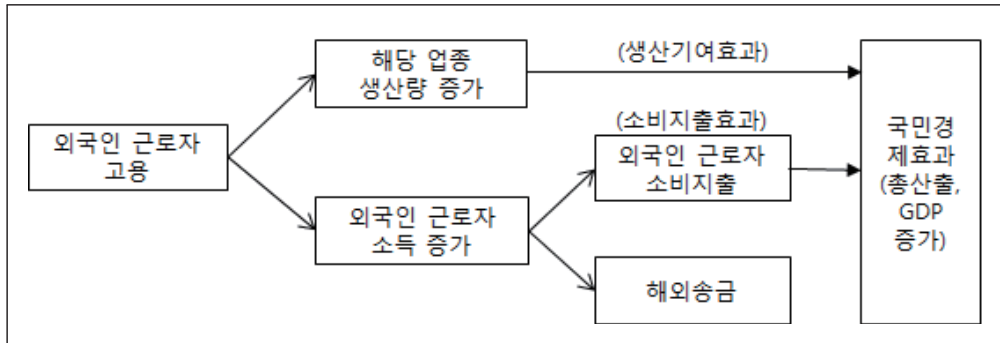 해당 업종
생산량 증가
(생산기여효과)
(소비지출효과)
외국인 근로자
고용
외국인 근로자
소비지출
국민경
제효과
(총산출,
GDP
증가)
외국인 근로자
소득 증가
해외송금